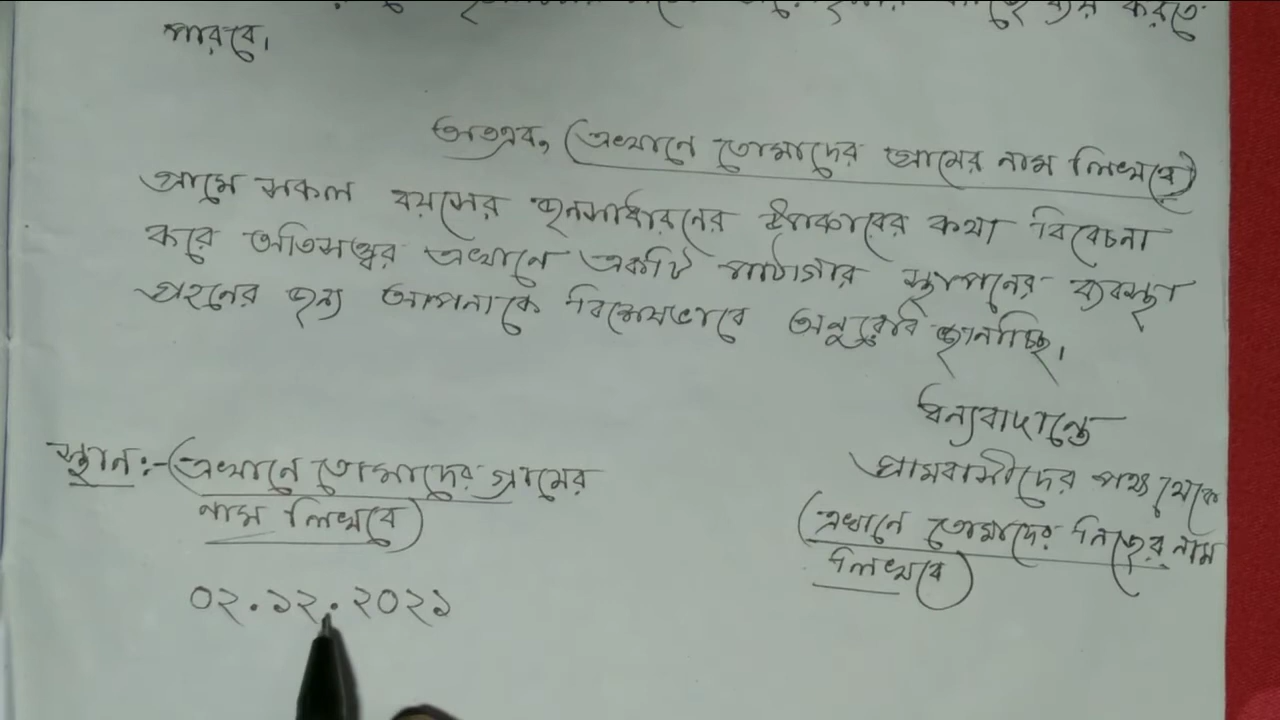 করতে
পারবে।
অতএব, (এখানে তোমাদের গ্রামের নাম লিখবে)
গ্রামে সকল বয়সের জনসাধারনের কথা বিবেচনা
করে অতিসত্ত্বর এখানে একটি পাঠাগার স্থাপনের ব্যবস্থা
গ্রহনের জন্য আপনাকে বিশেষভাবে অনুরোধ জানাচ্ছি।
ধন্যবাদান্তে
স্থান:-(এখানে তোমাদের গ্রামের
নাম লিখবে)
০২.১২.২০২১
গ্রামবাসীদের পক্ষ থেকে
(এখানে তোমাদের নিজের নাম
লিখবে)